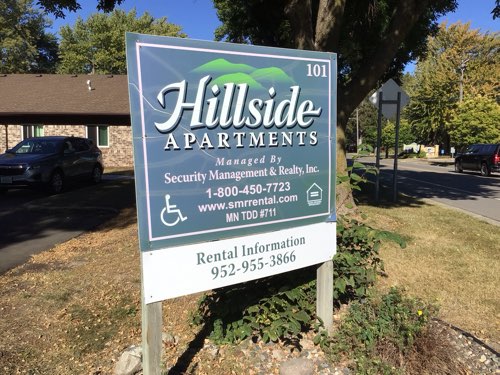 101
Hillside
APARTMENTS
Managed By
Security Management & Realty, Inc.
1-800-450-7723
www.smrrental.com
MN TDD #711
Rental Information
952-955-3866